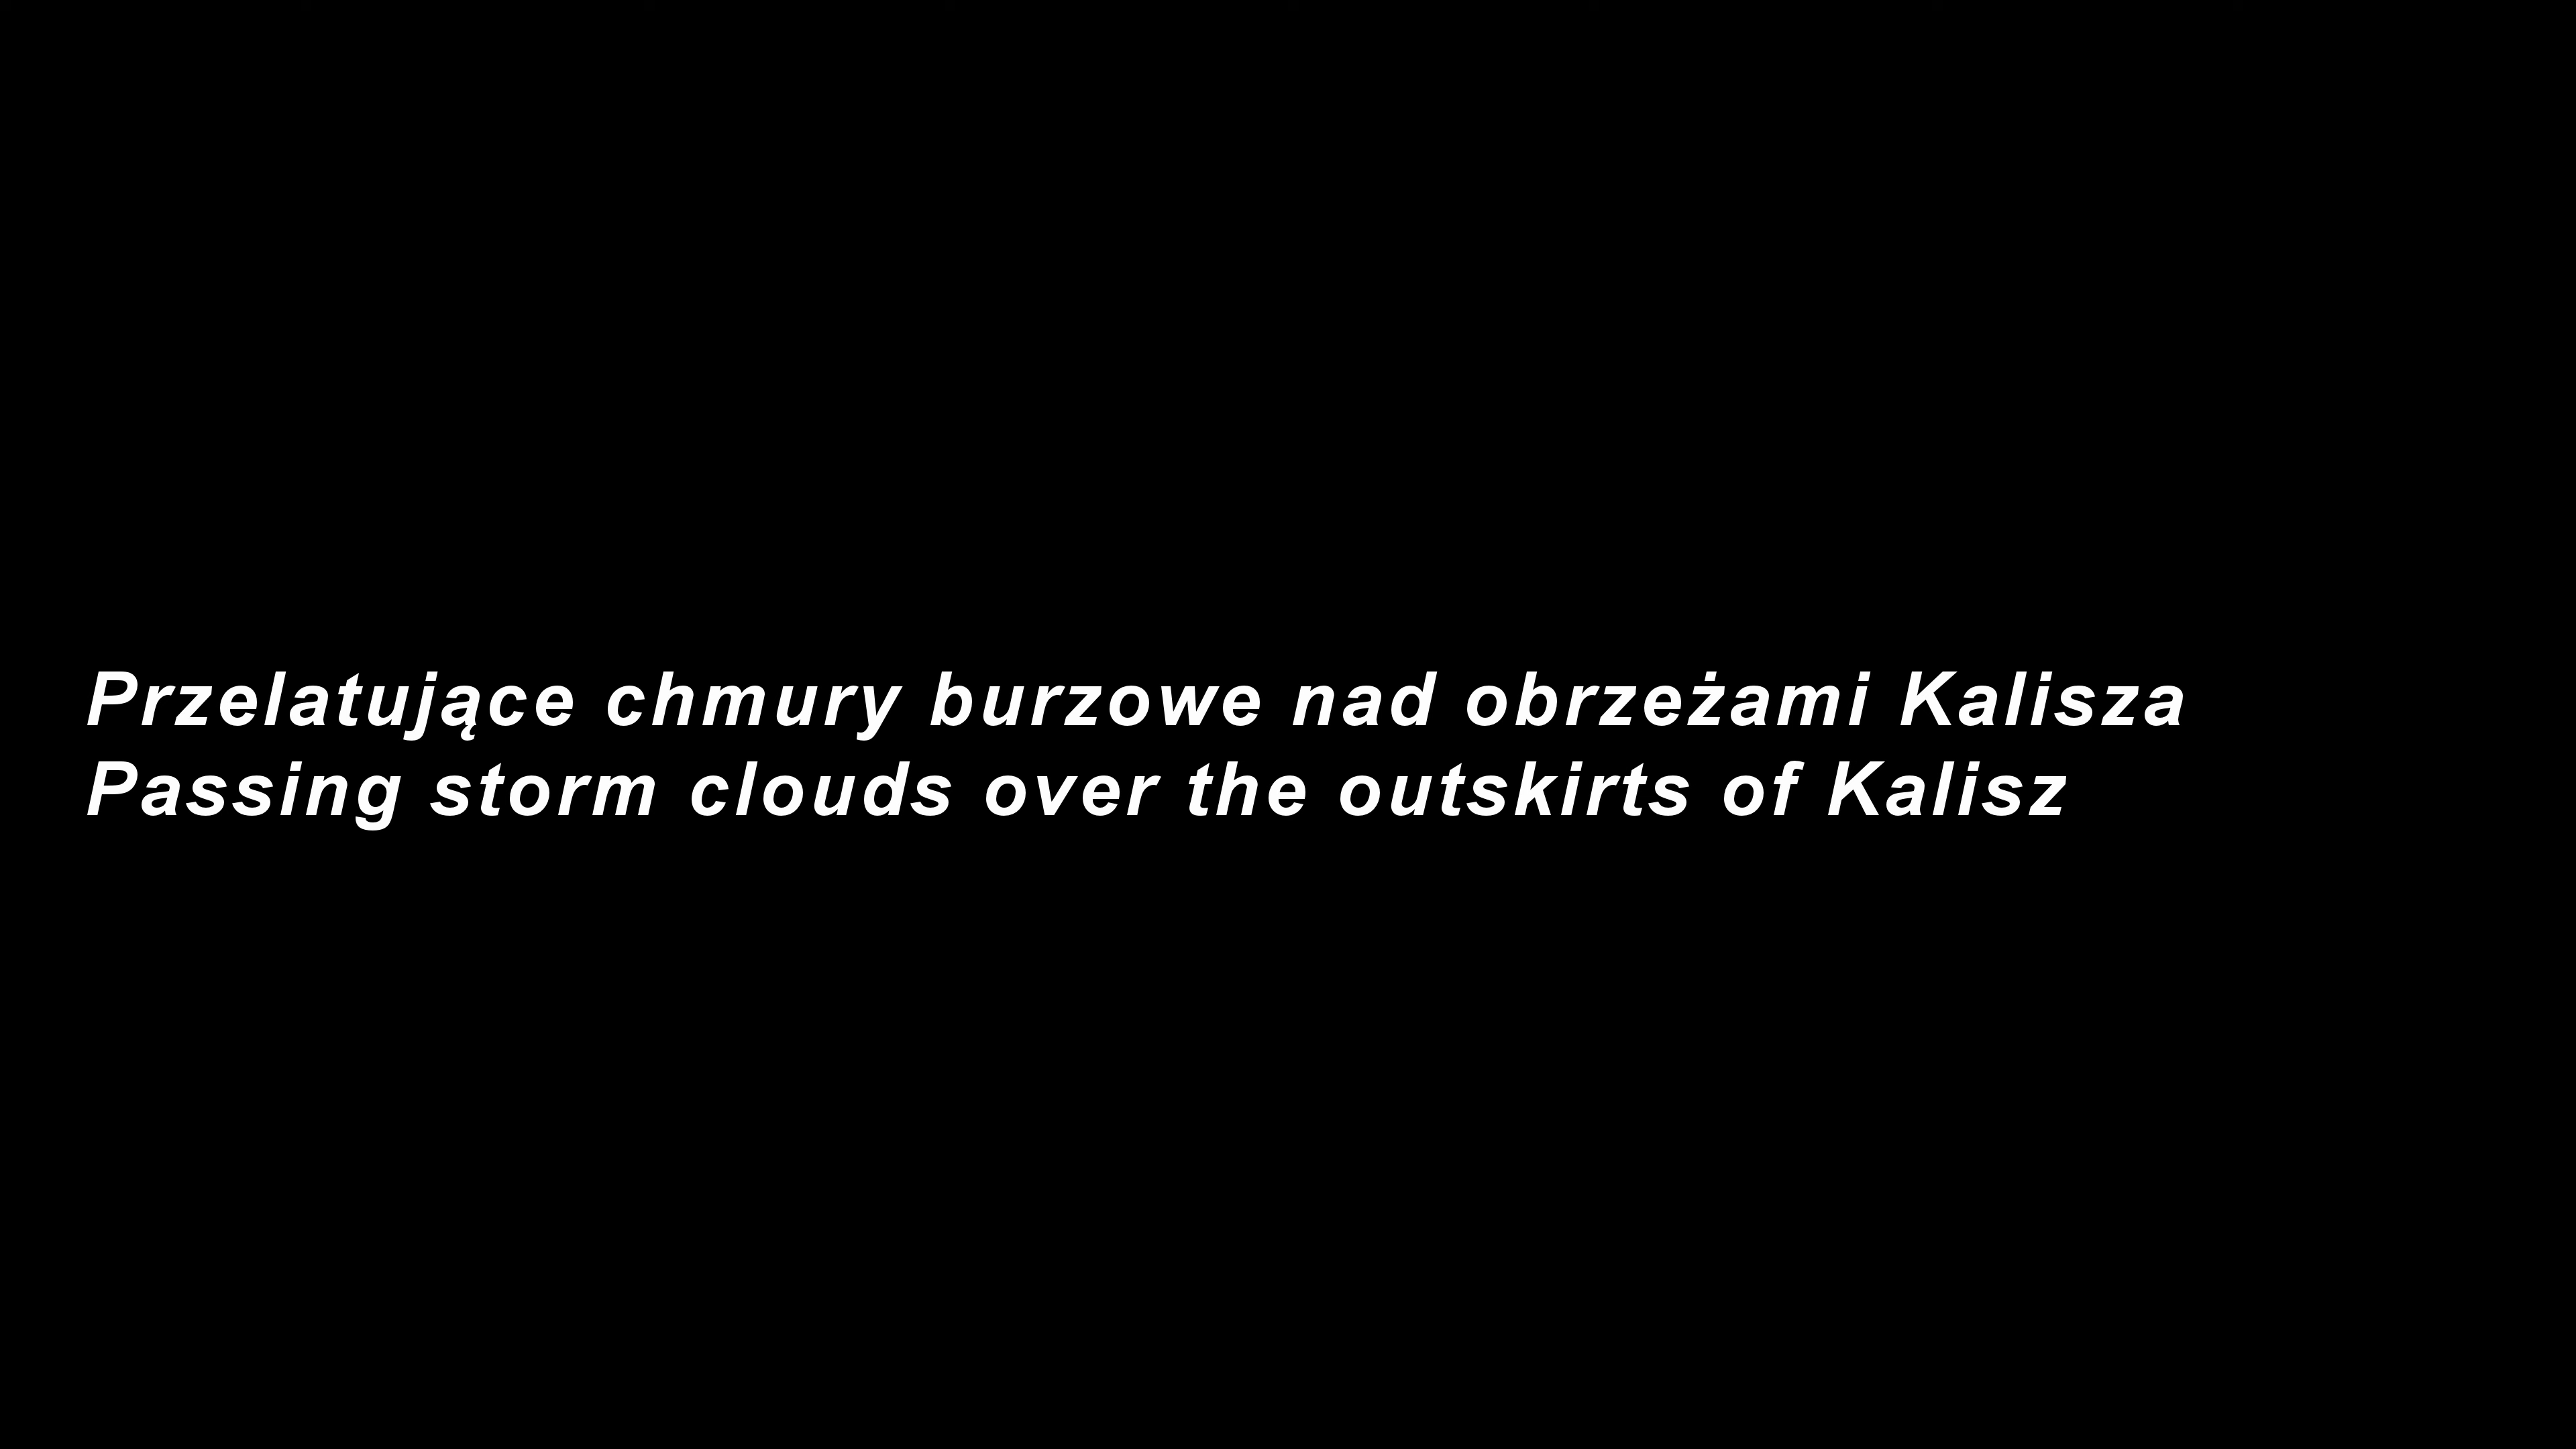 Przelatujące chmury burzowe nad obrzeżami Kalisza
Passing storm clouds over the outskirts of Kalisz